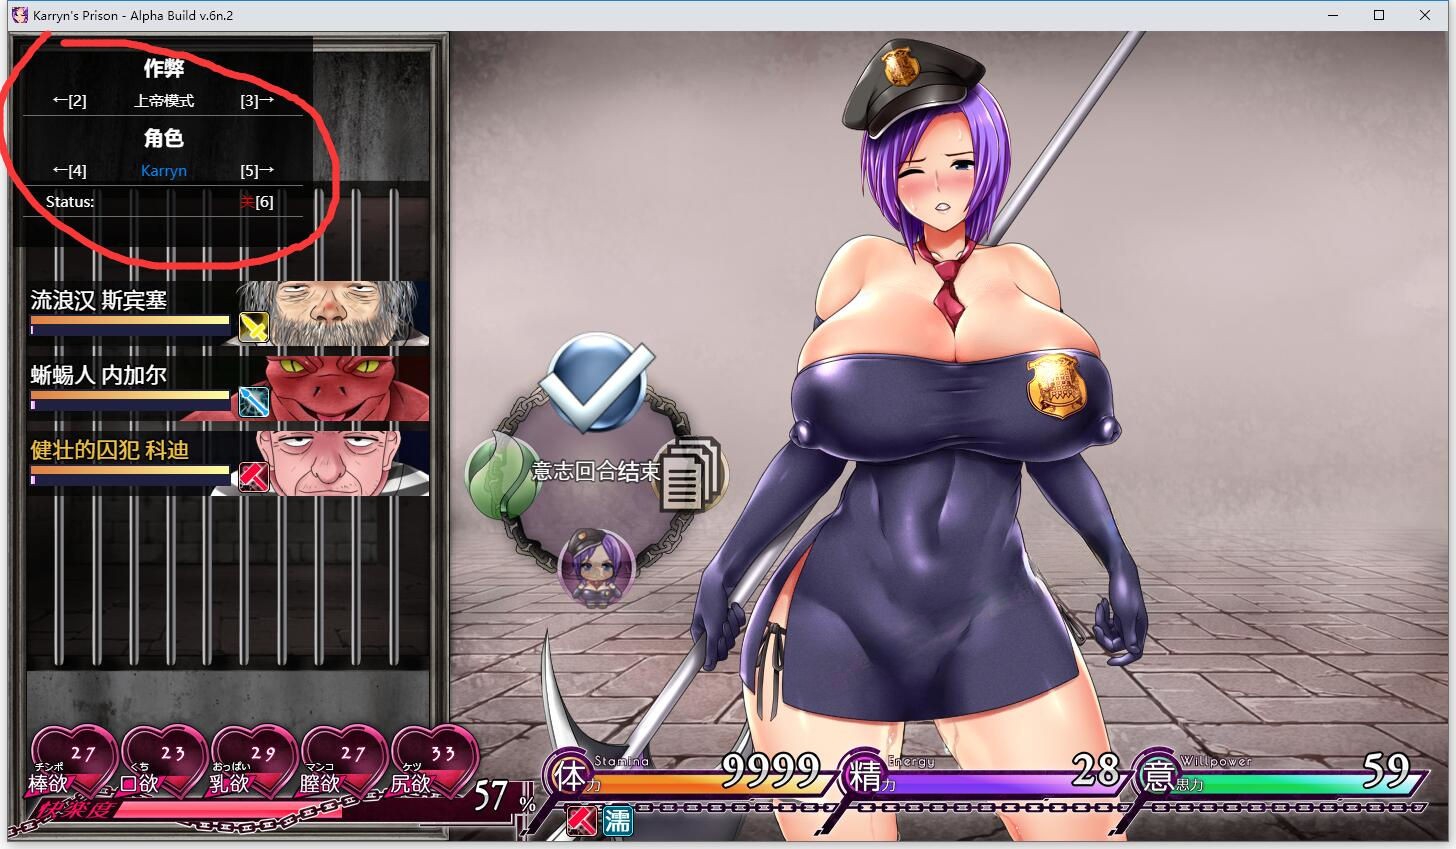 Karryn's Prison - Alpha Build v.6n.2
作弊
←[2] 上帝模式 [3]→
角色
←[4] Karryn [5]→
Status: 关[6]
流浪汉 斯宾塞
蜥蜴人 内加尔
健壮的囚犯 科迪
意志回合结束
27 23 29 27 33
チンポ くち おっぱい マンコ ケツ
棒欲 口欲 乳欲 膣欲 尻欲
快楽度 57 %
体力 Stamina 9999
精力 Energy 28
意思力 Willpower 59
濡